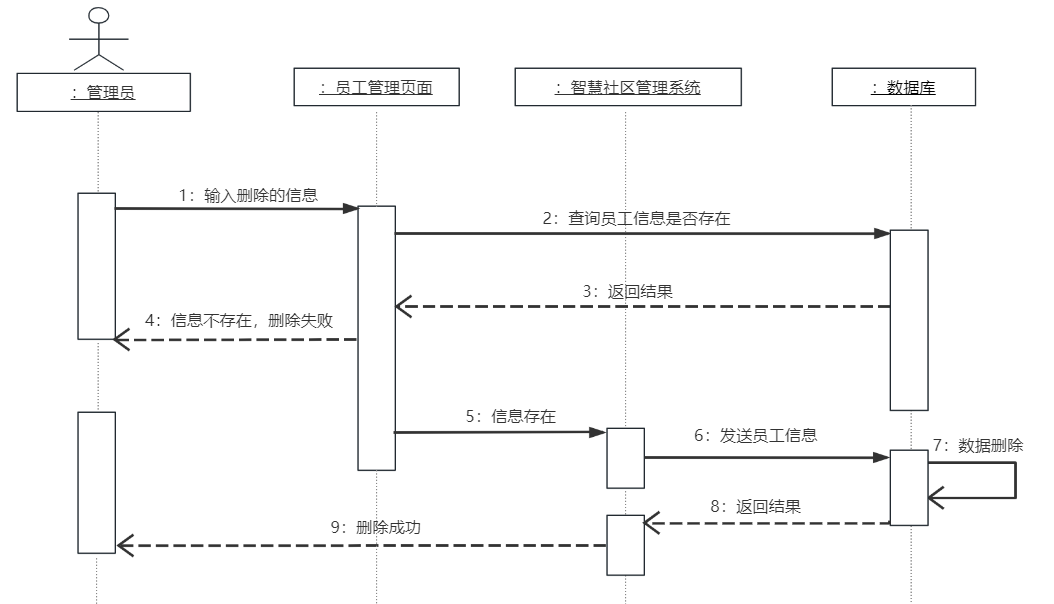 ：管理员
：员工管理页面
：智慧社区管理系统
：数据库
1：输入删除的信息
2：查询员工信息是否存在
3：返回结果
4：信息不存在，删除失败
5：信息存在
6：发送员工信息
7：数据删除
8：返回结果
9：删除成功